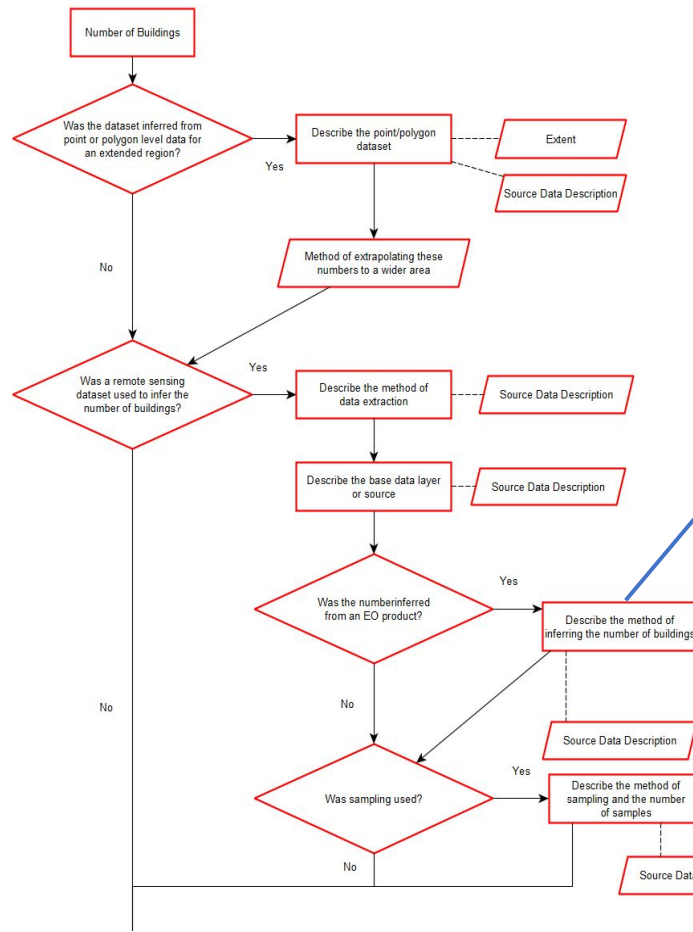 Number of Buildings
Was the dataset inferred from
point or polygon level data for
an extended region?
Yes
Describe the point/polygon
dataset
Extent
Source Data Description
No
Method of extrapolating these
numbers to a wider area
Was a remote sensing
dataset used to infer the
number of buildings?
Yes
Describe the method of
data extraction
Source Data Description
Describe the base data layer
or source
Source Data Description
Was the numberinferred
from an EO product?
Yes
Describe the method of
inferring the number of buildings
No
No
Source Data Description
Was sampling used?
Yes
Describe the method of
sampling and the number
of samples
No
Source Data